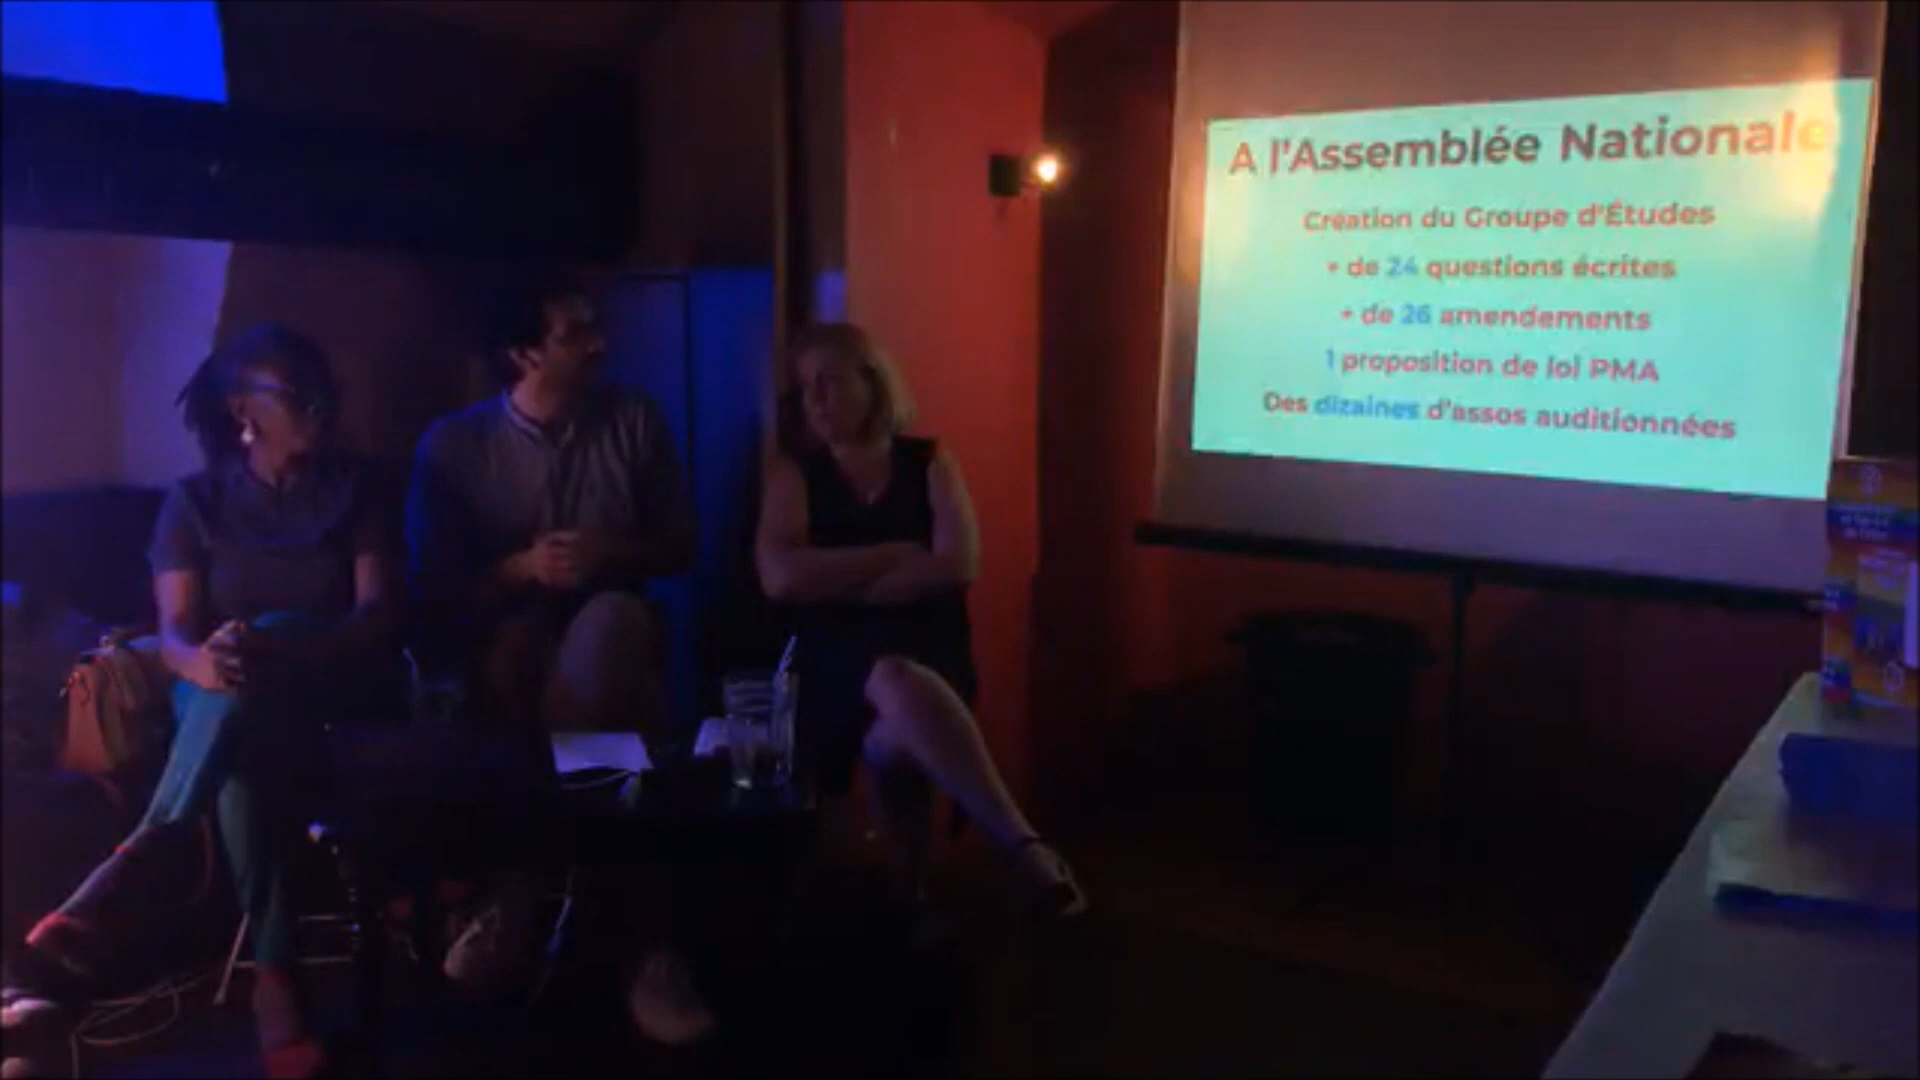 A l'Assemblée Nationale
Création du Groupe d'Études
+ de 24 questions écrites
+ de 26 amendements
1 proposition de loi PMA
Des dizaines d'assos auditionnées